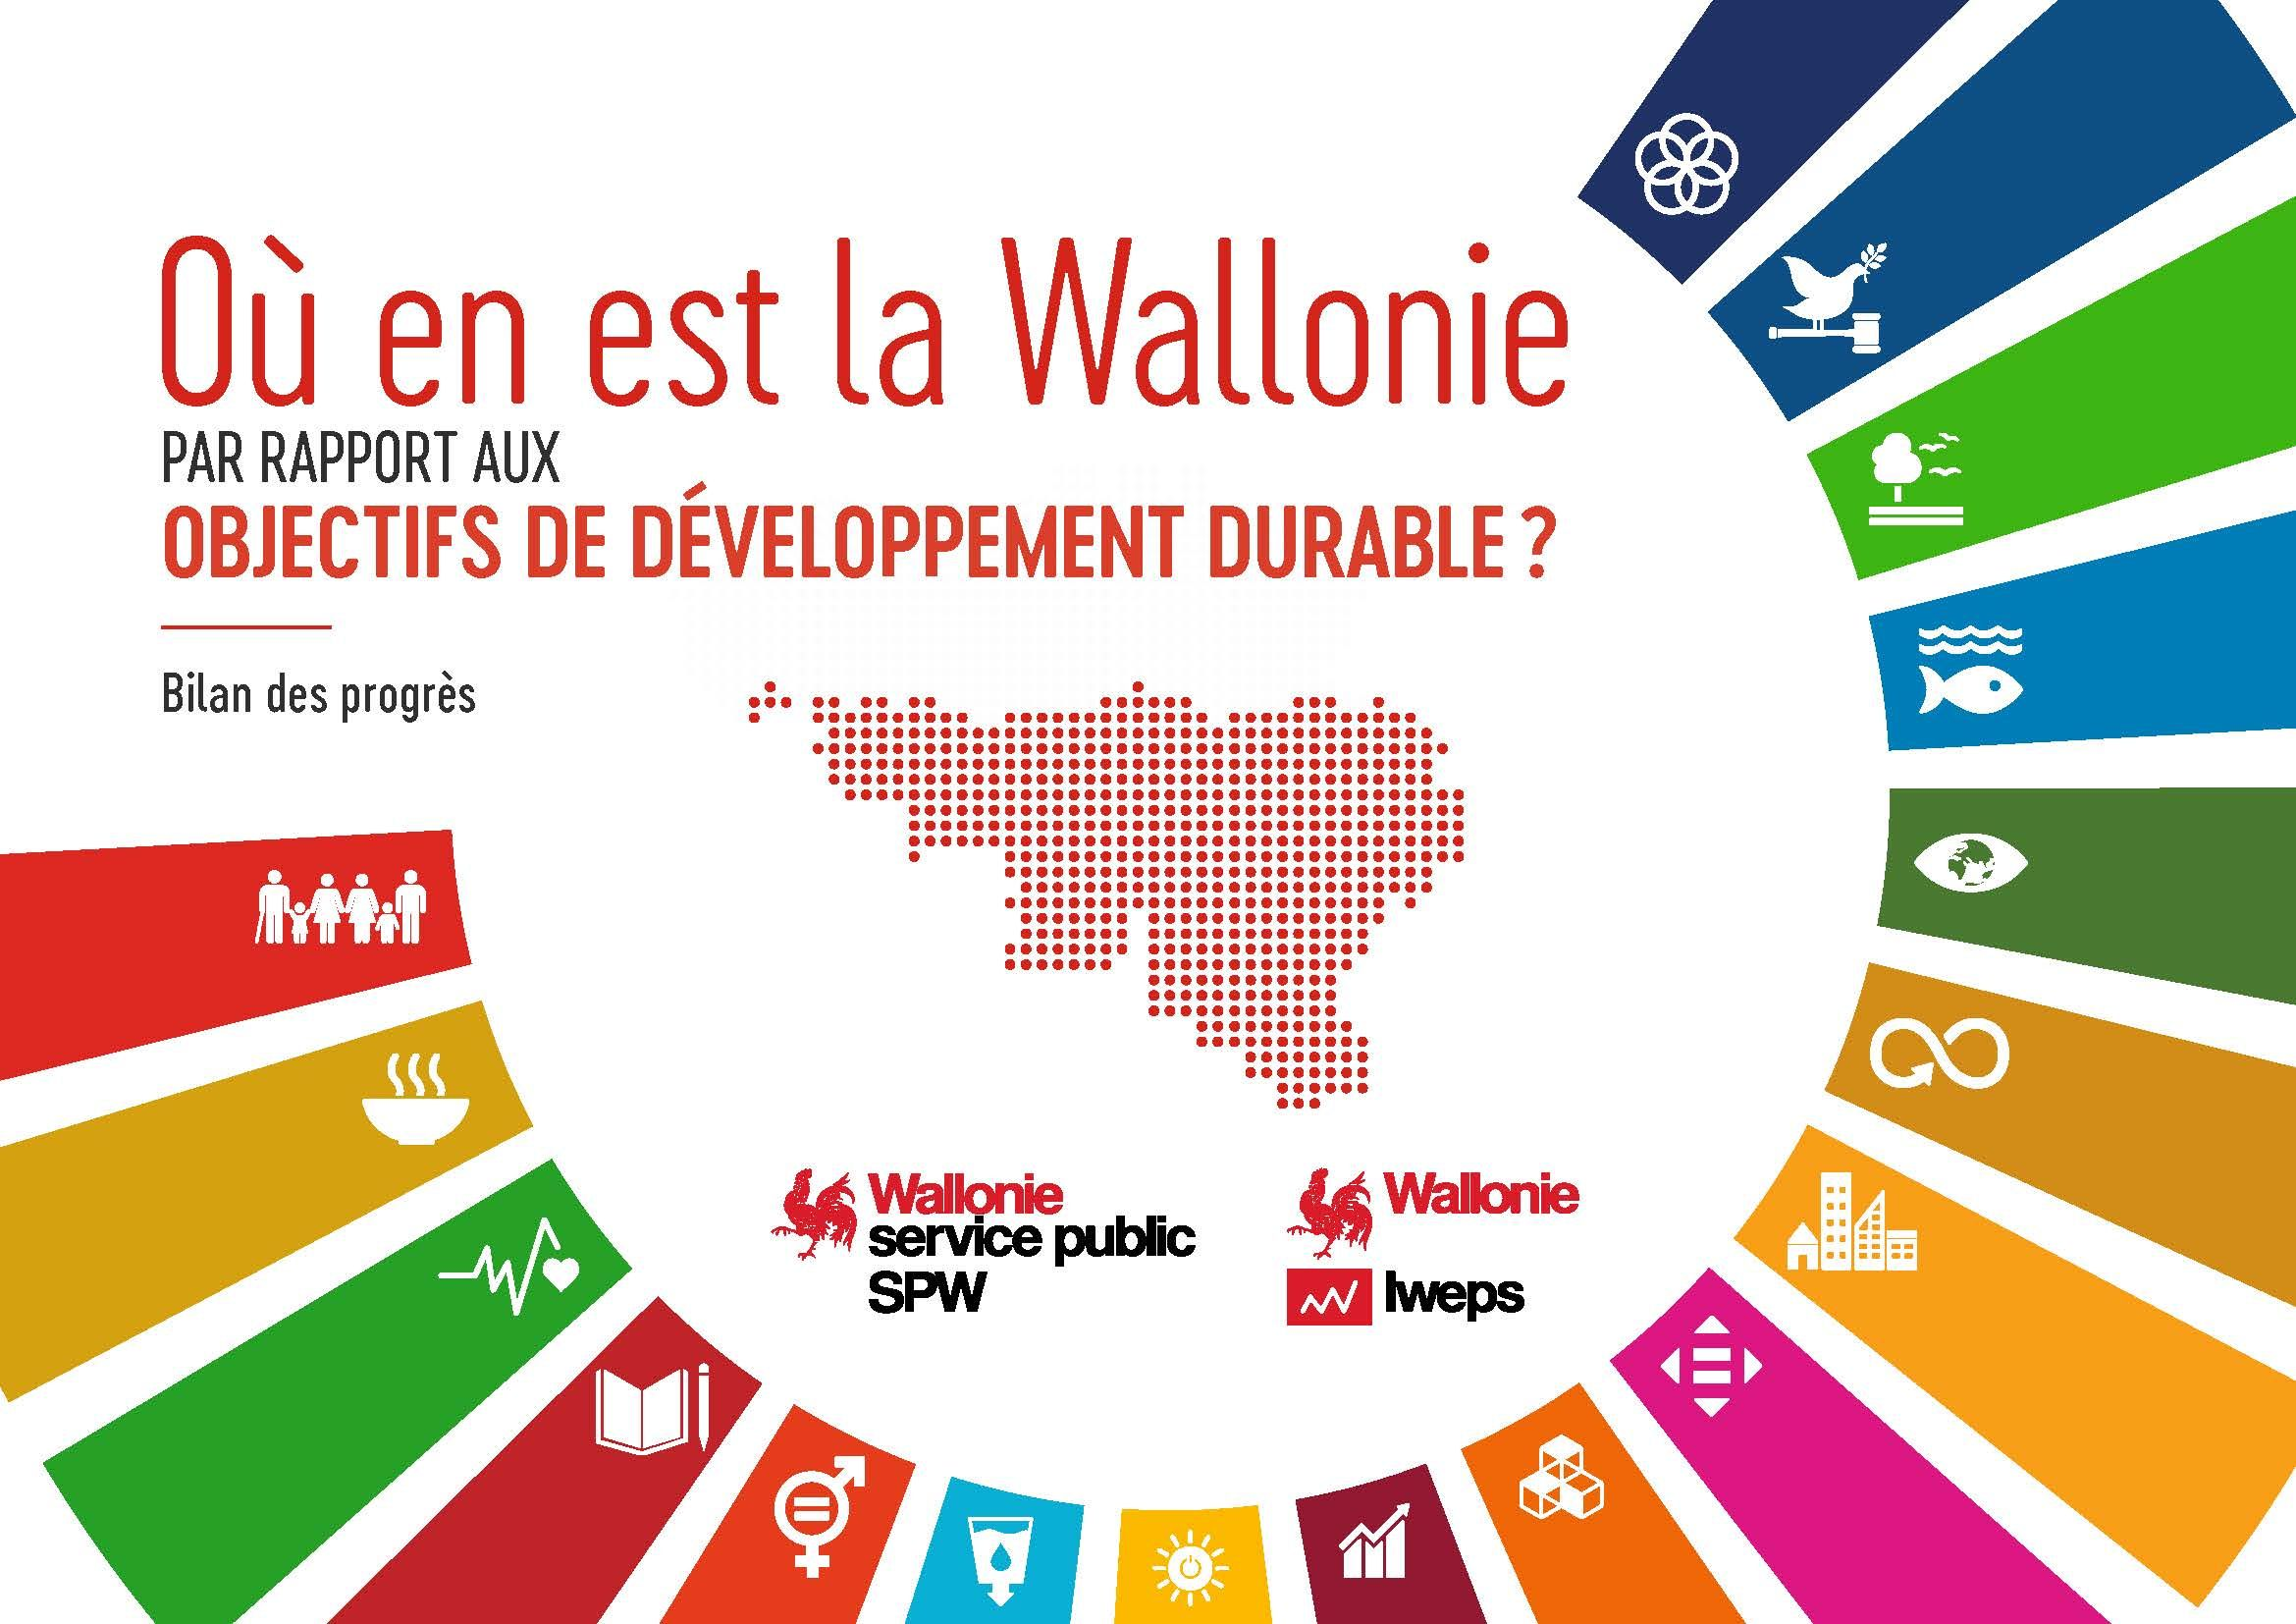 Où en est la Wallonie
PAR RAPPORT AUX
OBJECTIFS DE DÉVELOPPEMENT DURABLE ?
Bilan des progrès
Wallonie
service public
SPW
Wallonie
Iweps